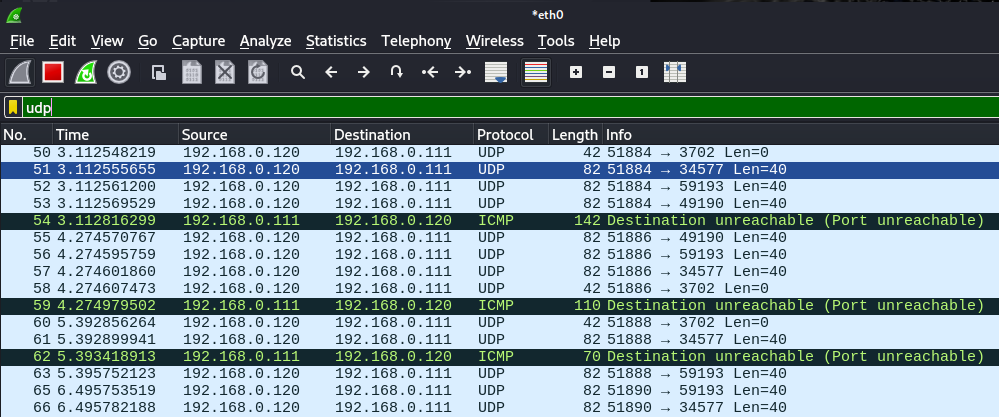 *eth0
File Edit View Go Capture Analyze Statistics Telephony Wireless Tools Help
udp
No. Time Source Destination Protocol Length Info
50 3.112548219 192.168.0.120 192.168.0.111 UDP 42 51884 → 3702 Len=0
51 3.112555655 192.168.0.120 192.168.0.111 UDP 82 51884 → 34577 Len=40
52 3.112561200 192.168.0.120 192.168.0.111 UDP 82 51884 → 59193 Len=40
53 3.112569529 192.168.0.120 192.168.0.111 UDP 82 51884 → 49190 Len=40
54 3.112816299 192.168.0.111 192.168.0.120 ICMP 142 Destination unreachable (Port unreachable)
55 4.274570767 192.168.0.120 192.168.0.111 UDP 82 51886 → 49190 Len=40
56 4.274595759 192.168.0.120 192.168.0.111 UDP 82 51886 → 59193 Len=40
57 4.274601860 192.168.0.120 192.168.0.111 UDP 82 51886 → 34577 Len=40
58 4.274607473 192.168.0.120 192.168.0.111 UDP 42 51886 → 3702 Len=0
59 4.274979502 192.168.0.111 192.168.0.120 ICMP 110 Destination unreachable (Port unreachable)
60 5.392856264 192.168.0.120 192.168.0.111 UDP 42 51888 → 3702 Len=0
61 5.392899941 192.168.0.120 192.168.0.111 UDP 82 51888 → 34577 Len=40
62 5.393418913 192.168.0.111 192.168.0.120 ICMP 70 Destination unreachable (Port unreachable)
63 5.395752123 192.168.0.120 192.168.0.111 UDP 82 51888 → 59193 Len=40
65 6.495753519 192.168.0.120 192.168.0.111 UDP 82 51890 → 59193 Len=40
66 6.495782188 192.168.0.120 192.168.0.111 UDP 82 51890 → 34577 Len=40